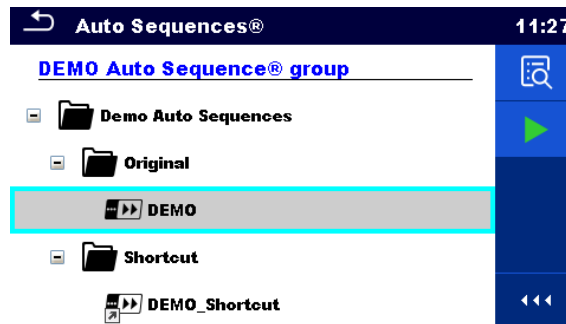 Auto Sequences® 11:27
DEMO Auto Sequence® group
Demo Auto Sequences
Original
DEMO
Shortcut
DEMO_Shortcut